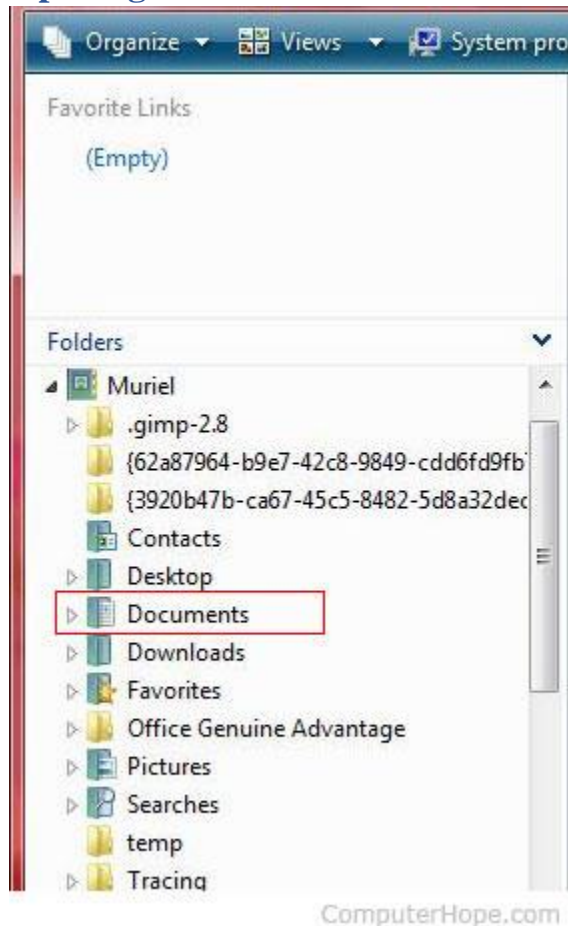 Organize Views System pro
Favorite Links
(Empty)
Folders
Muriel
.gimp-2.8
{62a87964-b9e7-42c8-9849-cdd6fd9fb
{3920b47b-ca67-45c5-8482-5d8a32dec
Contacts
Desktop
Documents
Downloads
Favorites
Office Genuine Advantage
Pictures
Searches
temp
Tracing
ComputerHope.com